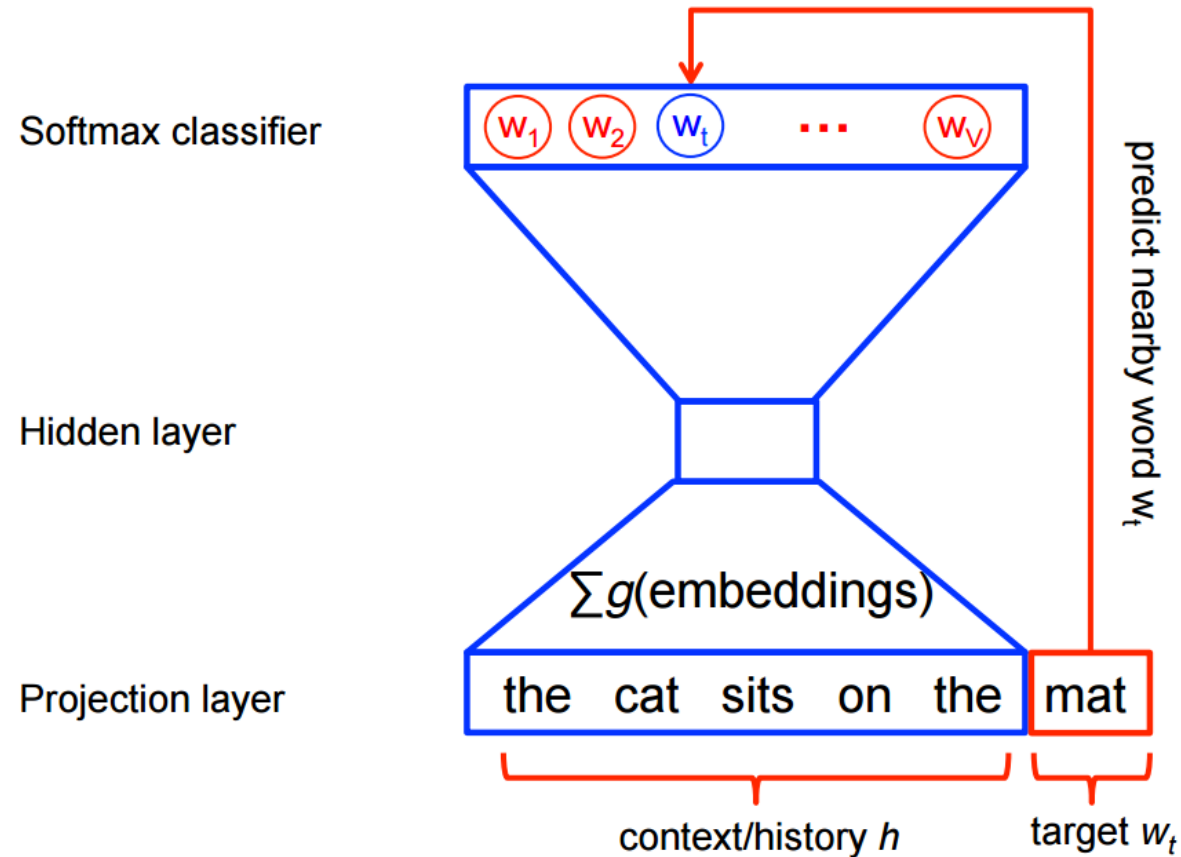 Softmax classifier
w1 w2 wt ... wV
predict nearby word wt
Hidden layer
∑g(embeddings)
Projection layer
the cat sits on the mat
context/history h
target wt